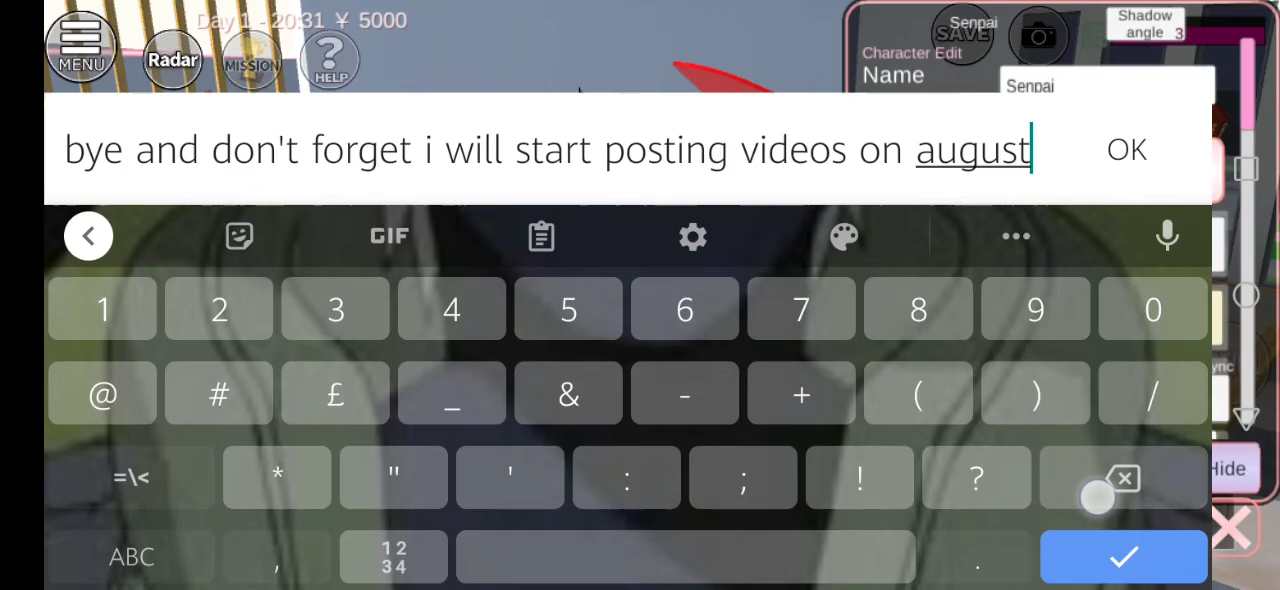 Day 1 - 20:31 ¥ 5000
MENU
Radar
MISSION
?
HELP
SAVE
Senpai
Shadow
angle 3
Character Edit
Name
Senpai
bye and don't forget i will start posting videos on august
OK
GIF
1 2 3 4 5 6 7 8 9 0
@ # £ _ & - + ( ) /
=\< * " ' : ; ! ?
Hide
ABC , 12 .
34